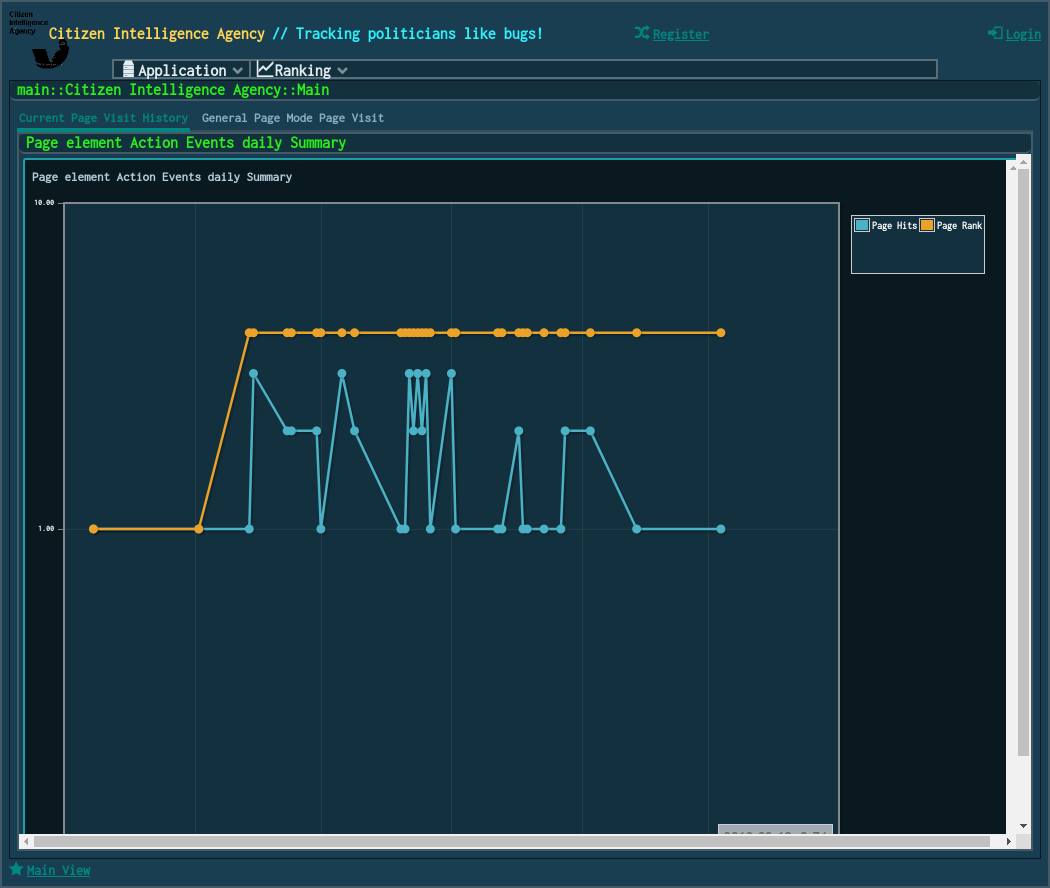 Citizen
Intelligence
Agency
Citizen Intelligence Agency // Tracking politicians like bugs!
Register
Login
Application
Ranking
main::Citizen Intelligence Agency::Main
Current Page Visit History
General Page Mode Page Visit
Page element Action Events daily Summary
Page element Action Events daily Summary
10.00
Page Hits
Page Rank
1.00
Main View